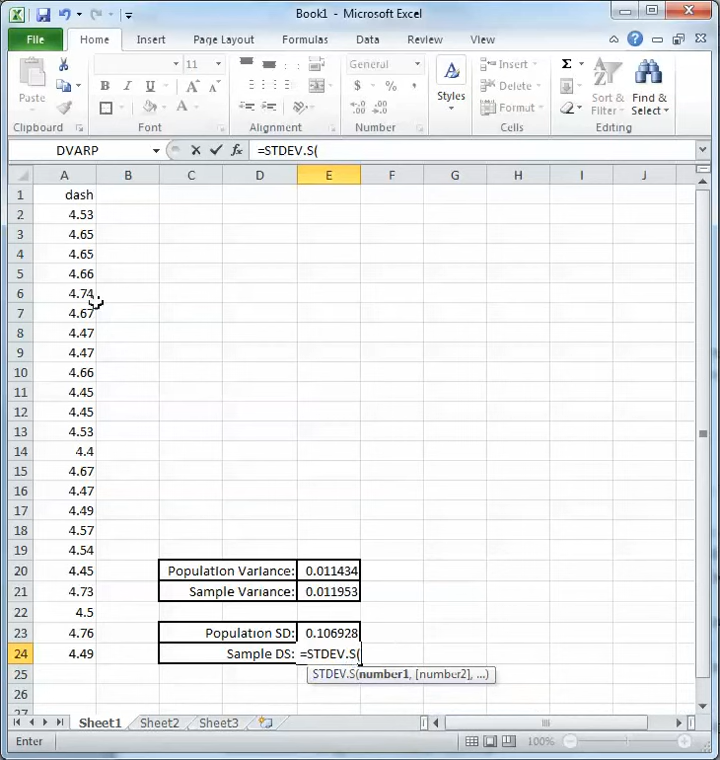 Book1 - Microsoft Excel
File Home Insert Page Layout Formulas Data Review View
Paste
B I U
11
A A
A
General
$ % ,
Styles
Insert
Delete
Format
Σ
Sort & Filter
Find & Select
Clipboard Font Alignment Number Cells Editing
DVARP fx =STDEV.S(
A B C D E F G H I J
1 dash
2 4.53
3 4.65
4 4.65
5 4.66
6 4.74
7 4.67
8 4.47
9 4.47
10 4.66
11 4.45
12 4.45
13 4.53
14 4.4
15 4.67
16 4.47
17 4.49
18 4.57
19 4.54
20 4.45 Population Variance: 0.011434
21 4.73 Sample Variance: 0.011953
22 4.5
23 4.76 Population SD: 0.106928
24 4.49 Sample DS: =STDEV.S(
25 STDEV.S(number1, [number2], ...)
26
27
Sheet1 Sheet2 Sheet3
Enter 100%